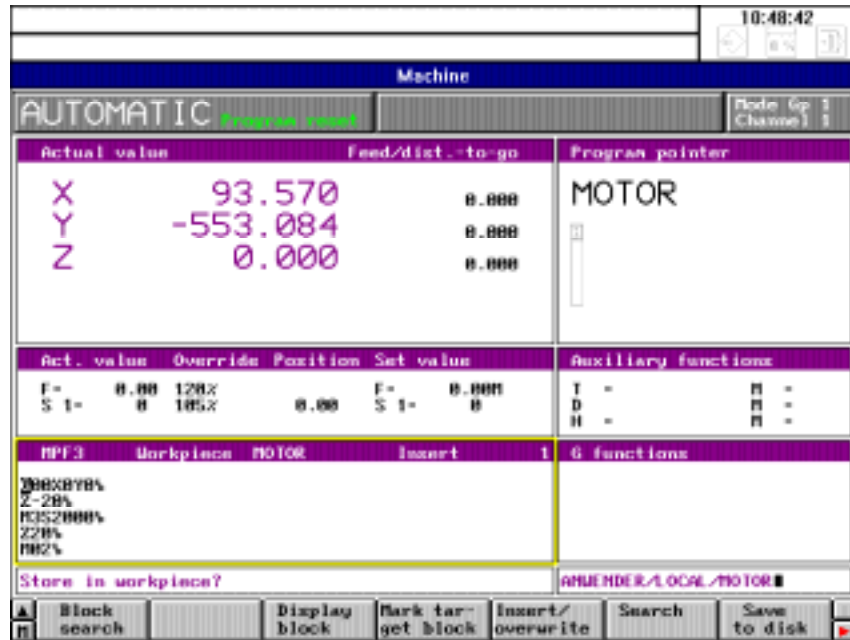 10:48:42
Machine
AUTOMATIC Program reset
Mode Gp 1
Channel 1
Actual value Feed/dist.-to-go
X 93.570 0.000
Y -553.084 0.000
Z 0.000 0.000
Program pointer
MOTOR
Act. value Override Position Set value
F= 0.00 120% F= 0.00M
S 1= 0 105% 0.00 S 1= 0
Auxiliary functions
T = M =
D M =
H = M =
MPF3 Workpiece MOTOR Insert 1
Z-20%
M3S2000%
Z20%
M02%
G functions
Store in workpiece?
ANWENDER/LOCAL/MOTOR
Block search
Display block
Mark tar-get block
Insert/overwrite
Search
Save to disk